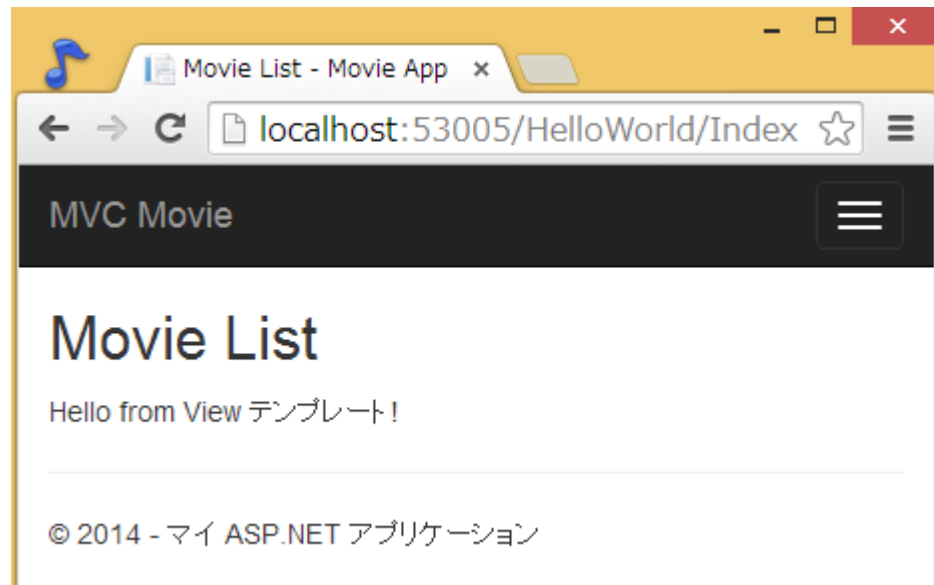 Movie List - Movie App
localhost:53005/HelloWorld/Index
MVC Movie
Movie List
Hello from View テンプレート!
© 2014 - マイ ASP.NET アプリケーション